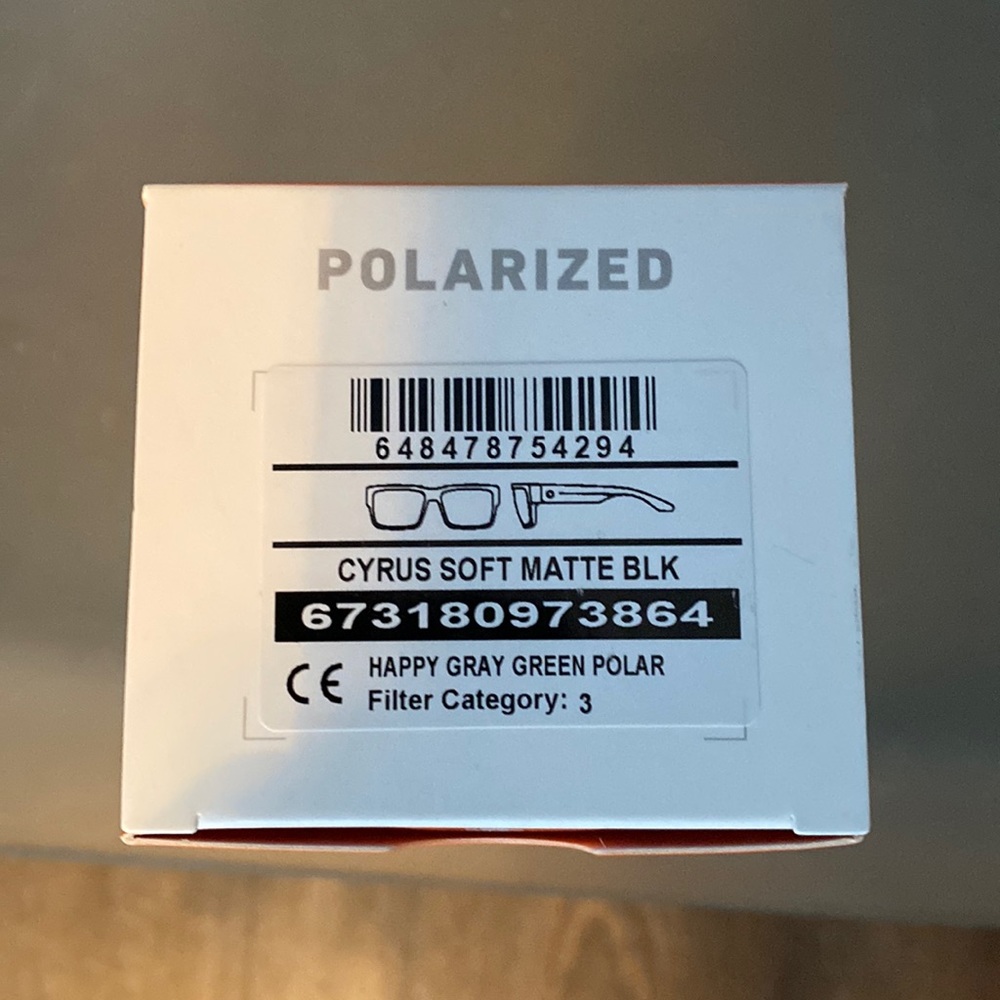 POLARIZED
648478754294
CYRUS SOFT MATTE BLK
673180973864
CE HAPPY GRAY GREEN POLAR
Filter Category: 3